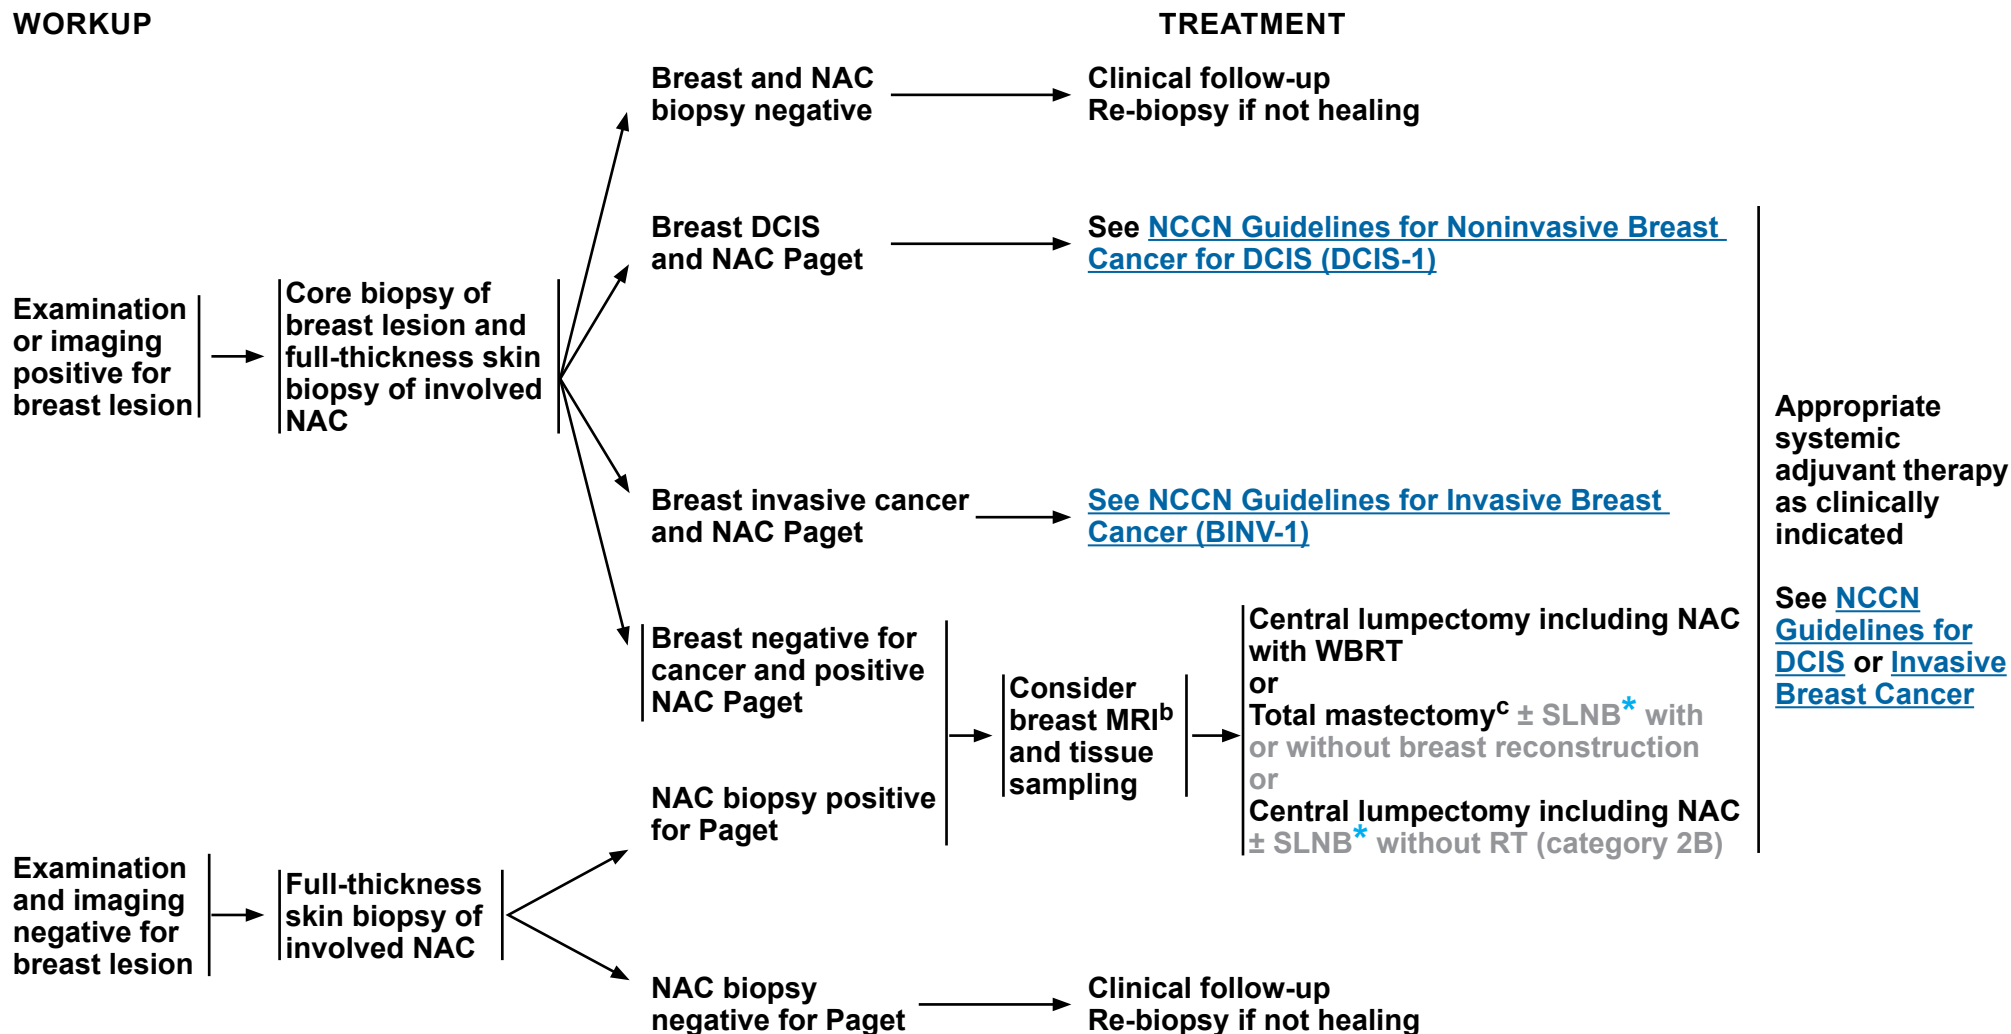 WORKUP
TREATMENT
Breast and NAC
biopsy negative
Clinical follow-up
Re-biopsy if not healing
Breast DCIS
and NAC Paget
See NCCN Guidelines for Noninvasive Breast
Cancer for DCIS (DCIS-1)
Examination
or imaging
positive for
breast lesion
Core biopsy of
breast lesion and
full-thickness skin
biopsy of involved
NAC
Breast invasive cancer
and NAC Paget
See NCCN Guidelines for Invasive Breast
Cancer (BINV-1)
Breast negative for
cancer and positive
NAC Paget
NAC biopsy positive
for Paget
Consider
breast MRIᵇ
and tissue
sampling
Central lumpectomy including NAC
with WBRT
or
Total mastectomyᶜ ± SLNB* with
or without breast reconstruction
or
Central lumpectomy including NAC
± SLNB* without RT (category 2B)
Appropriate
systemic
adjuvant therapy
as clinically
indicated
See NCCN
Guidelines for
DCIS or Invasive
Breast Cancer
Examination
and imaging
negative for
breast lesion
Full-thickness
skin biopsy of
involved NAC
NAC biopsy
negative for Paget
Clinical follow-up
Re-biopsy if not healing